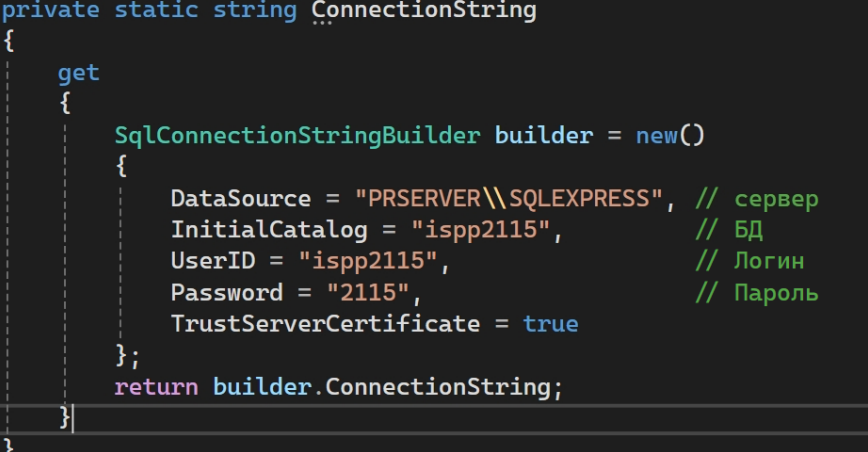 private static string ConnectionString
{
get
{
SqlConnectionStringBuilder builder = new()
{
DataSource = "PRSERVER\\SQLEXPRESS", // сервер
InitialCatalog = "ispp2115", // БД
UserID = "ispp2115", // Логин
Password = "2115", // Пароль
TrustServerCertificate = true
};
return builder.ConnectionString;
}
}